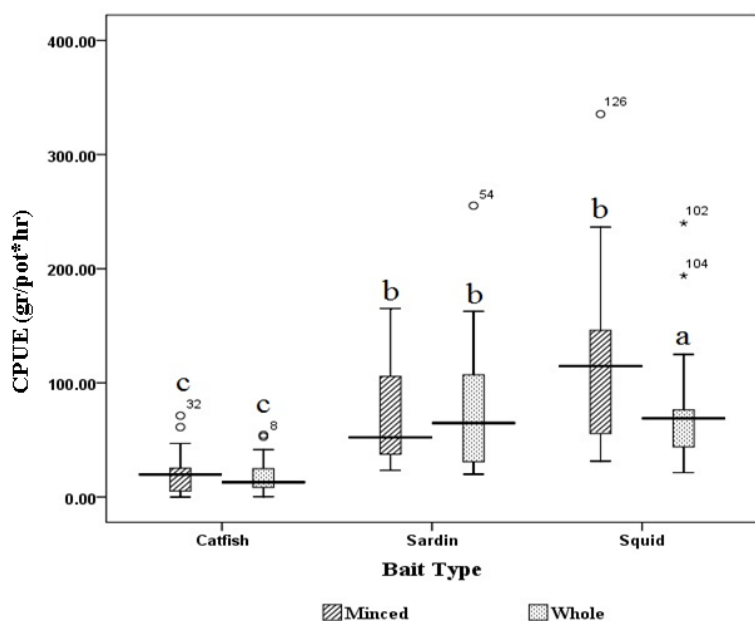 400.00
126
300.00
54
102
b
200.00
104
b
b
a
100.00
c
32
c
8
0.00
CPUE (gr/pot*hr)
Catfish
Sardin
Squid
Bait Type
Minced
Whole